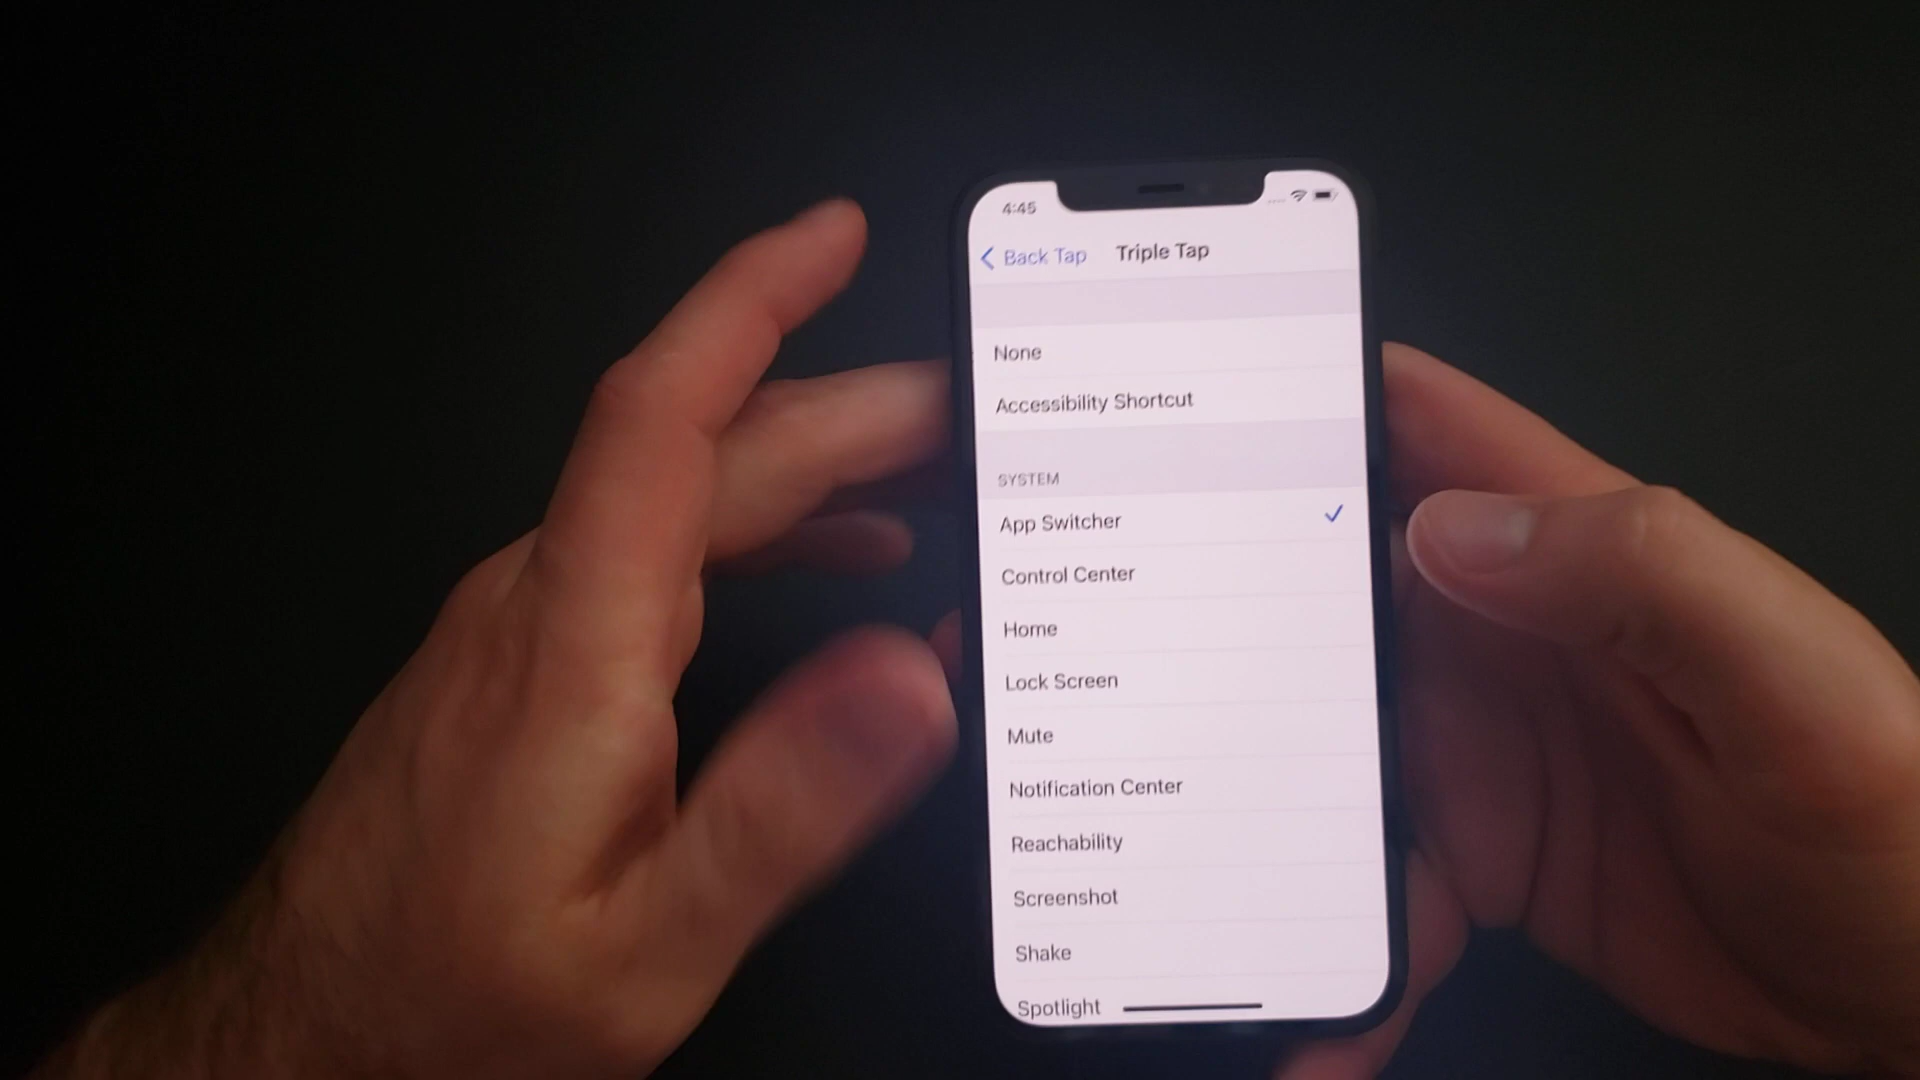 4:45
Back Tap
Triple Tap
None
Accessibility Shortcut
SYSTEM
App Switcher
Control Center
Home
Lock Screen
Mute
Notification Center
Reachability
Screenshot
Shake
Spotlight